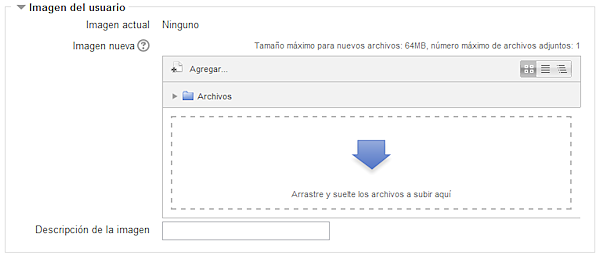 Imagen del usuario
Imagen actual Ninguno
Imagen nueva ? Tamaño máximo para nuevos archivos: 64MB, número máximo de archivos adjuntos: 1
Agregar...
Archivos
Arrastre y suelte los archivos a subir aquí
Descripción de la imagen